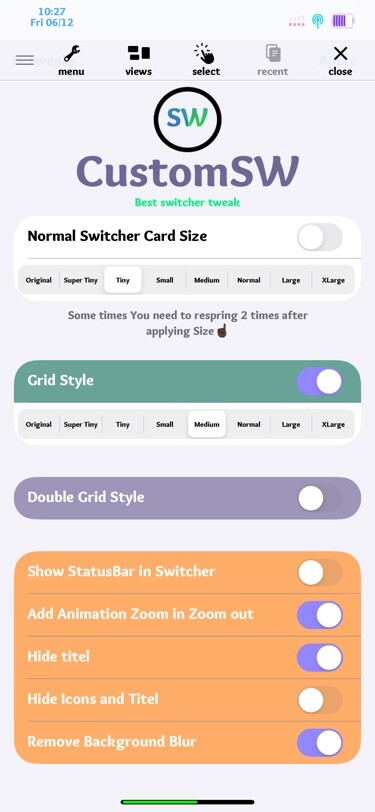 10:27
Fri 06/12
menu
views
select
recent
close
SW
CustomSW
Best switcher tweak
Normal Switcher Card Size
Original Super Tiny Tiny Small Medium Normal Large XLarge
Some times You need to respring 2 times after
applying Size☝🏿
Grid Style
Original Super Tiny Tiny Small Medium Normal Large XLarge
Double Grid Style
Show StatusBar in Switcher
Add Animation Zoom in Zoom out
Hide titel
Hide Icons and Titel
Remove Background Blur